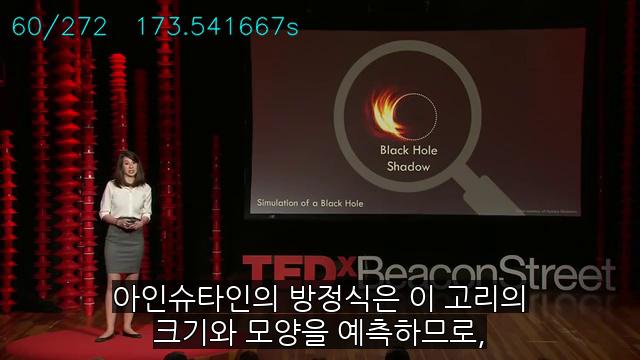 60/272 173.541667s
Black Hole
Shadow
Simulation of a Black Hole
TEDxBeaconStreet
아인슈타인의 방정식은 이 고리의
크기와 모양을 예측하므로,